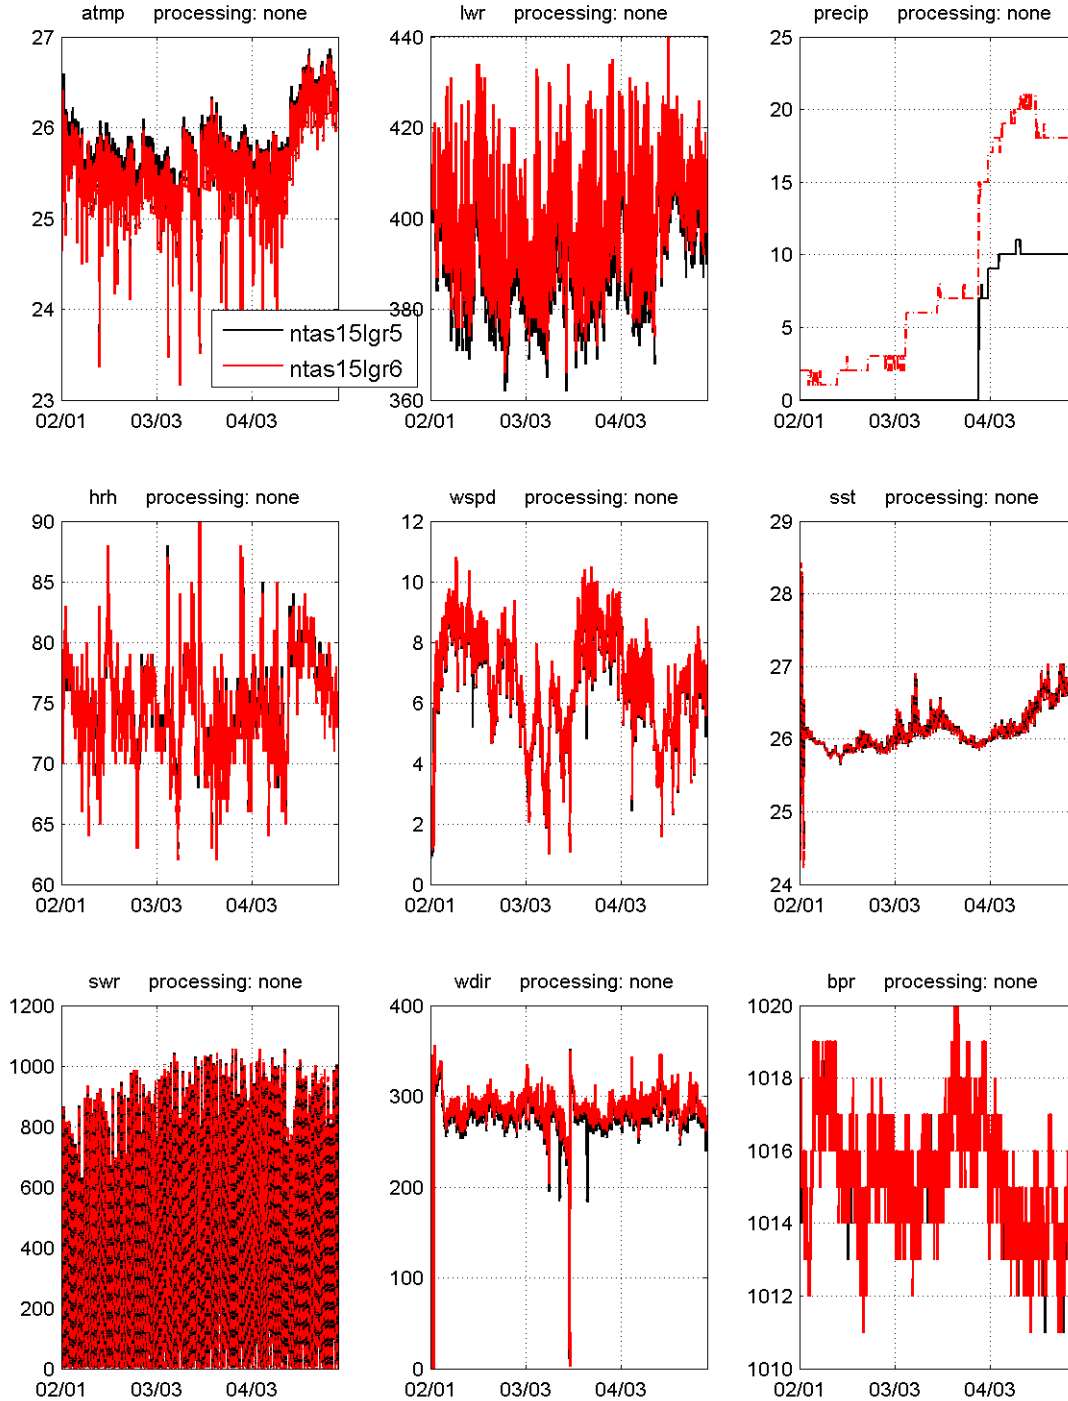 atmp processing: none
lwr processing: none
precip processing: none
27
26
25
24
23
02/01 03/03 04/03
ntas15lgr5
ntas15lgr6
440
420
400
380
360
02/01 03/03 04/03
25
20
15
10
5
0
02/01 03/03 04/03
hrh processing: none
wspd processing: none
sst processing: none
90
85
80
75
70
65
60
02/01 03/03 04/03
12
10
8
6
4
2
0
02/01 03/03 04/03
29
28
27
26
25
24
02/01 03/03 04/03
swr processing: none
wdir processing: none
bpr processing: none
1200
1000
800
600
400
200
0
02/01 03/03 04/03
400
300
200
100
0
02/01 03/03 04/03
1020
1018
1016
1014
1012
1010
02/01 03/03 04/03